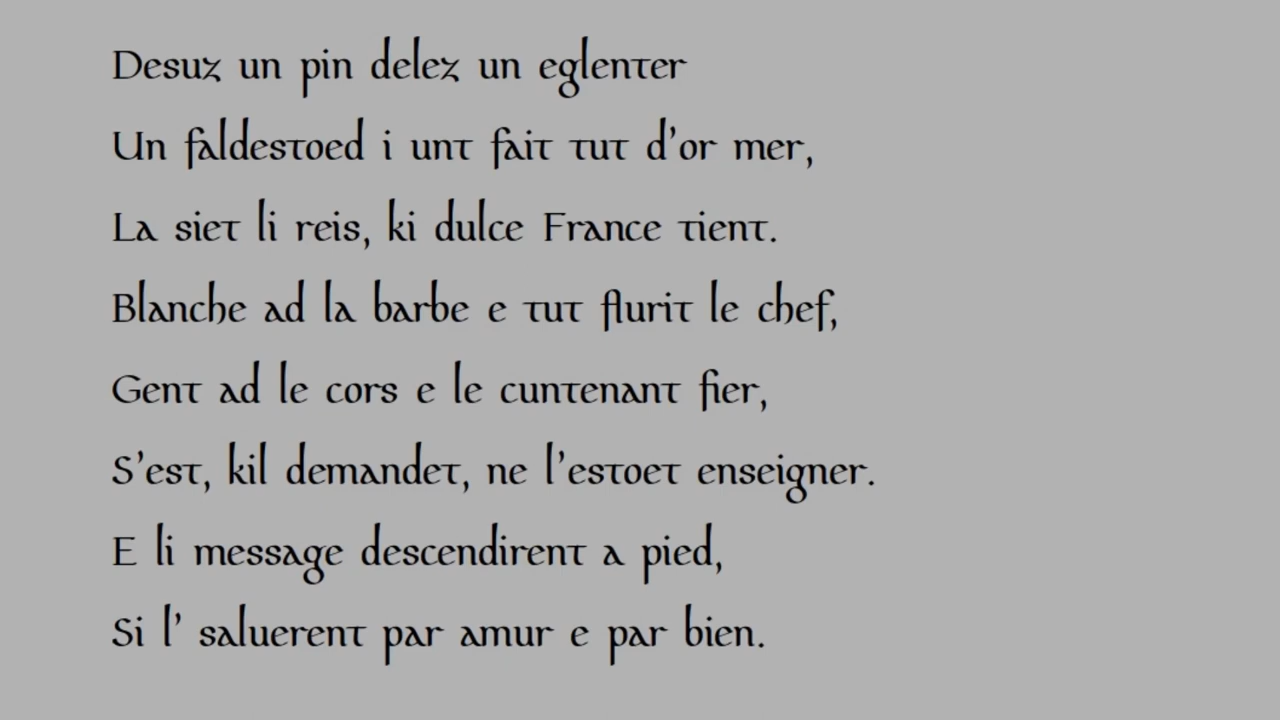 Desuz un pin delez un eglenter
Un faldestoed i unt fait tut d’or mer,
La siet li reis, ki dulce France tient.
Blanche ad la barbe e tut flurit le chef,
Gent ad le cors e le cuntenant fier,
S’est, kil demandet, ne l’estoet enseigner.
E li message descendirent a pied,
Si l’ saluerent par amur e par bien.